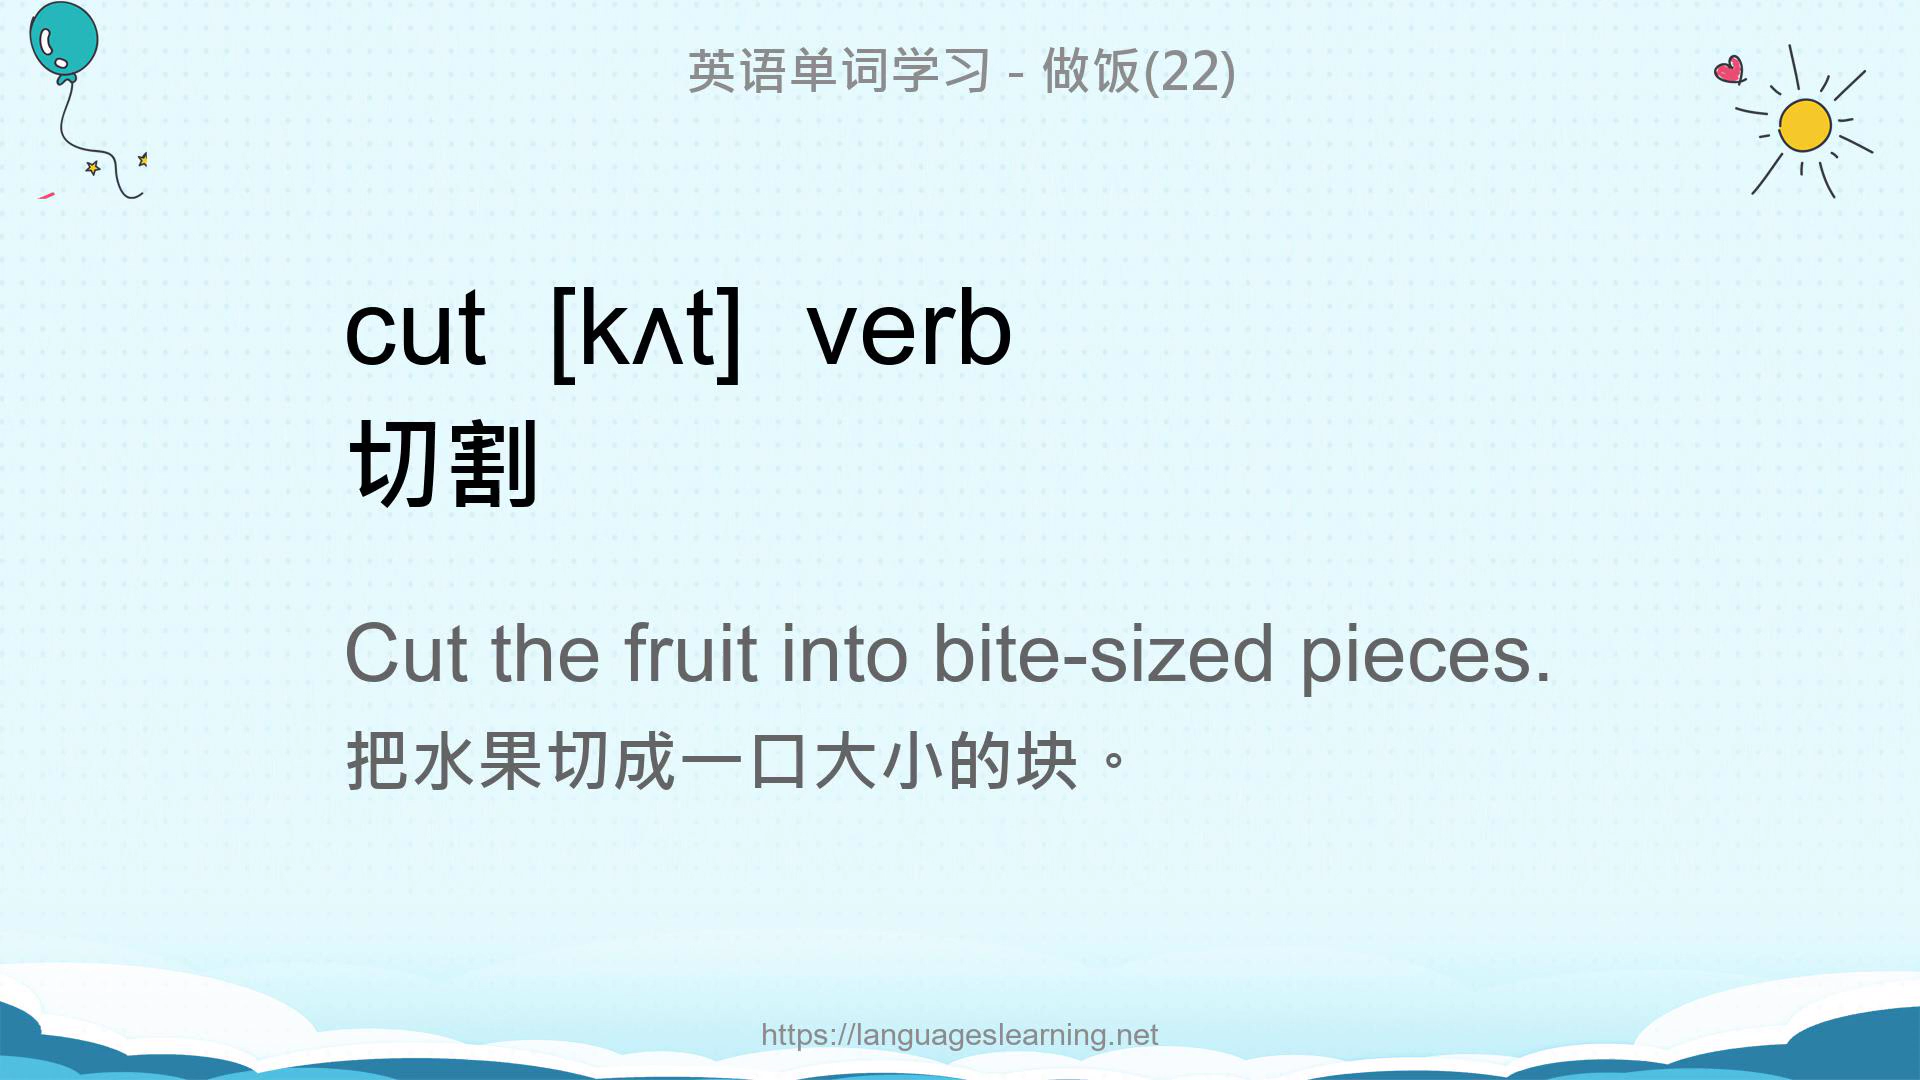 英语单词学习 - 做饭(22)
cut [kʌt] verb
切割
Cut the fruit into bite-sized pieces.
把水果切成一口大小的块。
https://languageslearning.net